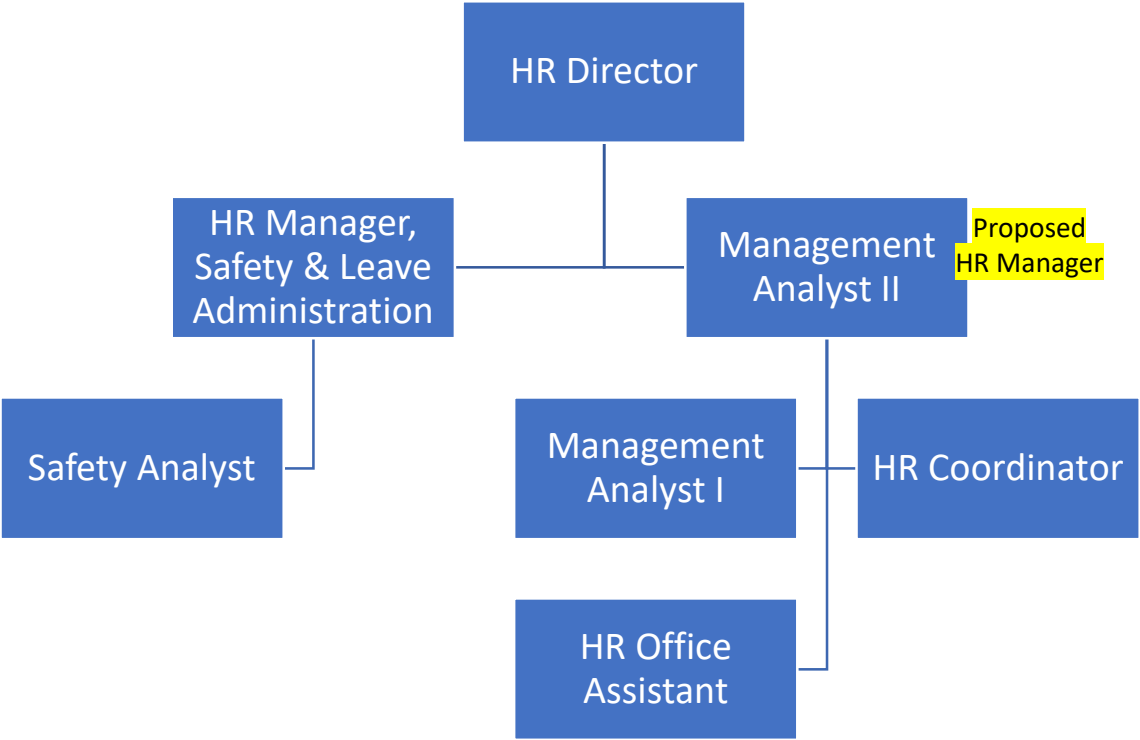 HR Director
HR Manager,
Safety & Leave
Administration
Management
Analyst II
Proposed
HR Manager
Safety Analyst
Management
Analyst I
HR Coordinator
HR Office
Assistant